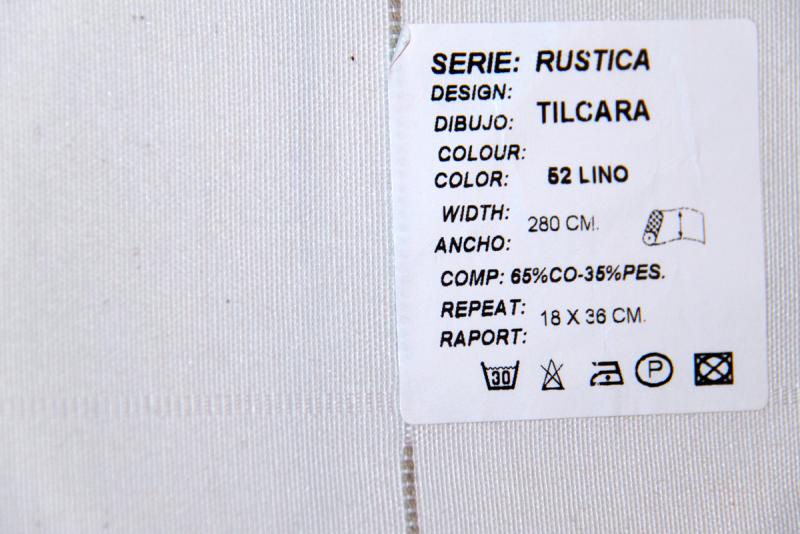 SERIE: RUSTICA
DESIGN:
DIBUJO: TILCARA
COLOUR:
COLOR: 52 LINO
WIDTH:
ANCHO: 280 CM.
COMP: 65%CO-35%PES.
REPEAT:
RAPORT: 18 X 36 CM.
30 P